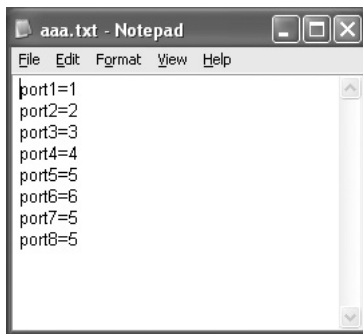 aaa.txt - Notepad
File Edit Format View Help
port1=1
port2=2
port3=3
port4=4
port5=5
port6=6
port7=5
port8=5